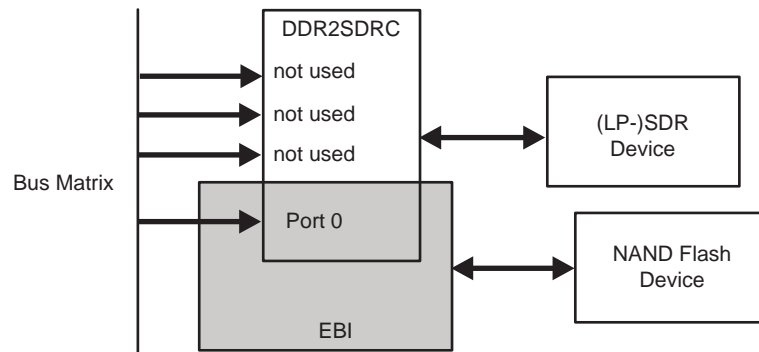 DDR2SDRC
not used
not used
not used
Bus Matrix
Port 0
EBI
(LP-)SDR
Device
NAND Flash
Device